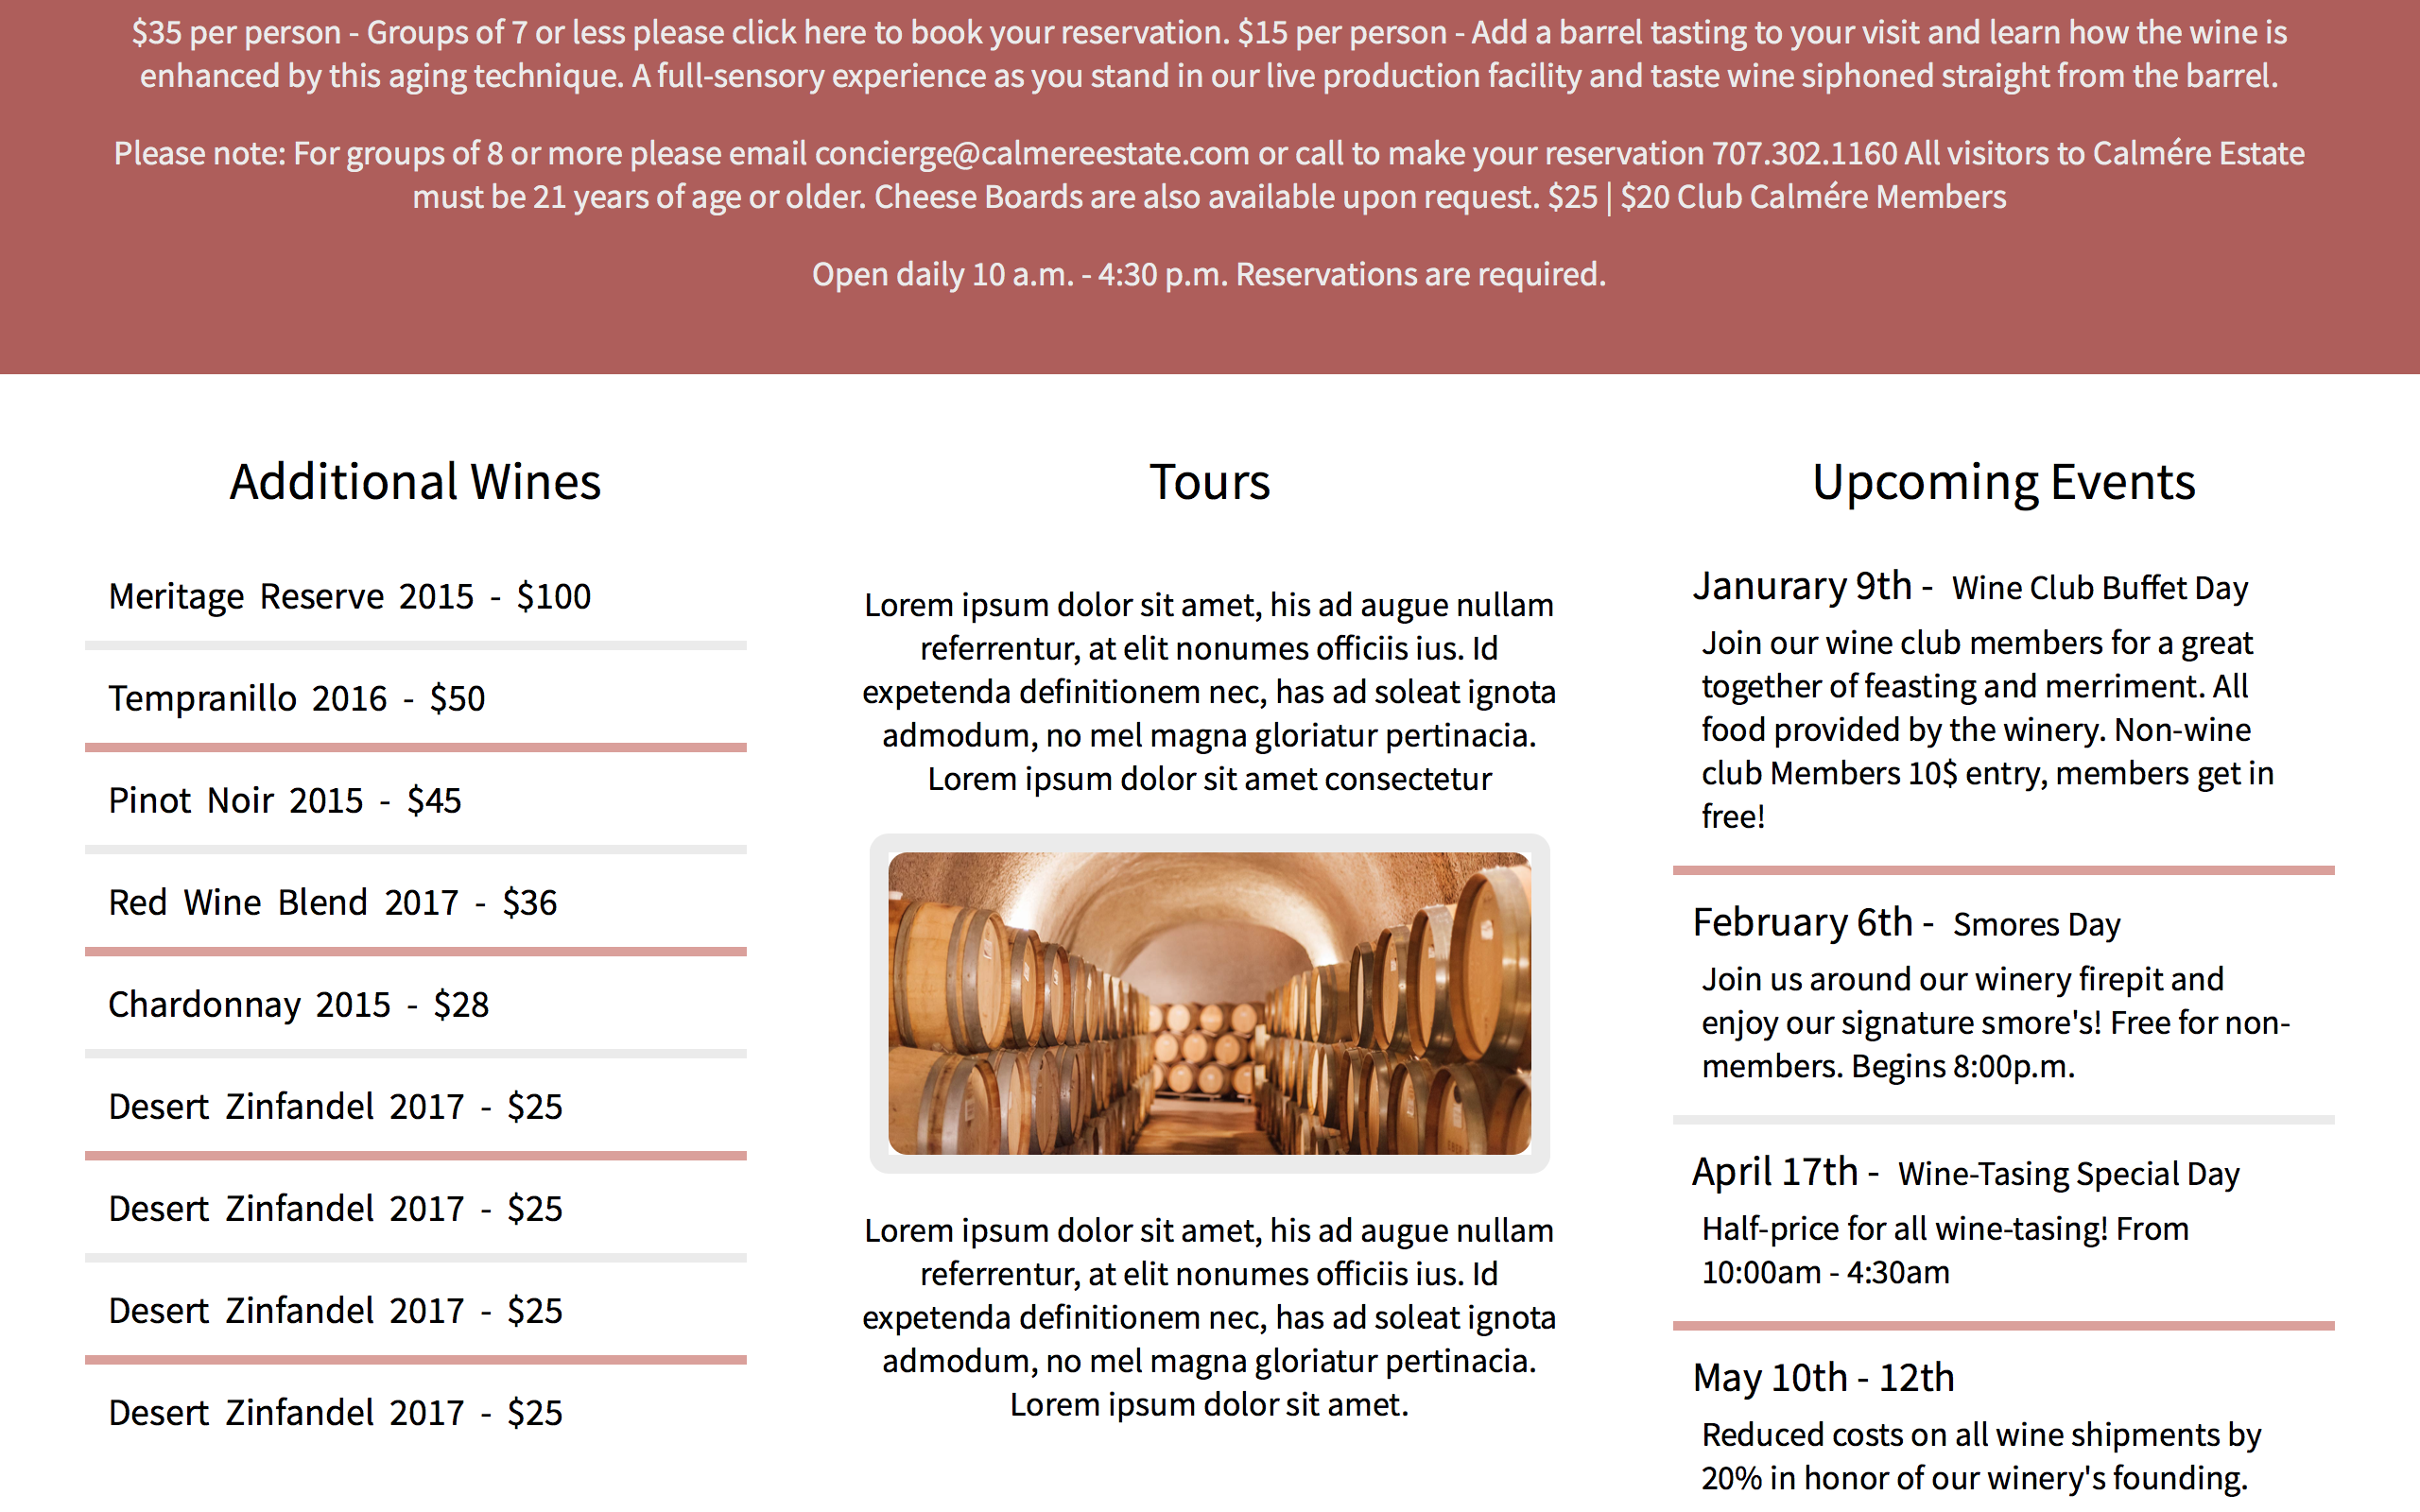 $35 per person - Groups of 7 or less please click here to book your reservation. $15 per person - Add a barrel tasting to your visit and learn how the wine is
enhanced by this aging technique. A full-sensory experience as you stand in our live production facility and taste wine siphoned straight from the barrel.
Please note: For groups of 8 or more please email concierge@calmereestate.com or call to make your reservation 707.302.1160 All visitors to Calmére Estate
must be 21 years of age or older. Cheese Boards are also available upon request. $25 | $20 Club Calmére Members
Open daily 10 a.m. - 4:30 p.m. Reservations are required.
Additional Wines
Meritage Reserve 2015 - $100
Tempranillo 2016 - $50
Pinot Noir 2015 - $45
Red Wine Blend 2017 - $36
Chardonnay 2015 - $28
Desert Zinfandel 2017 - $25
Desert Zinfandel 2017 - $25
Desert Zinfandel 2017 - $25
Desert Zinfandel 2017 - $25
Tours
Lorem ipsum dolor sit amet, his ad augue nullam
referrentur, at elit nonumes officiis ius. Id
expetenda definitionem nec, has ad soleat ignota
admodum, no mel magna gloriatur pertinacia.
Lorem ipsum dolor sit amet consectetur
Lorem ipsum dolor sit amet, his ad augue nullam
referrentur, at elit nonumes officiis ius. Id
expetenda definitionem nec, has ad soleat ignota
admodum, no mel magna gloriatur pertinacia.
Lorem ipsum dolor sit amet.
Upcoming Events
Janurary 9th - Wine Club Buffet Day
Join our wine club members for a great
together of feasting and merriment. All
food provided by the winery. Non-wine
club Members 10$ entry, members get in
free!
February 6th - Smores Day
Join us around our winery firepit and
enjoy our signature smore's! Free for non-
members. Begins 8:00p.m.
April 17th - Wine-Tasing Special Day
Half-price for all wine-tasing! From
10:00am - 4:30am
May 10th - 12th
Reduced costs on all wine shipments by
20% in honor of our winery's founding.